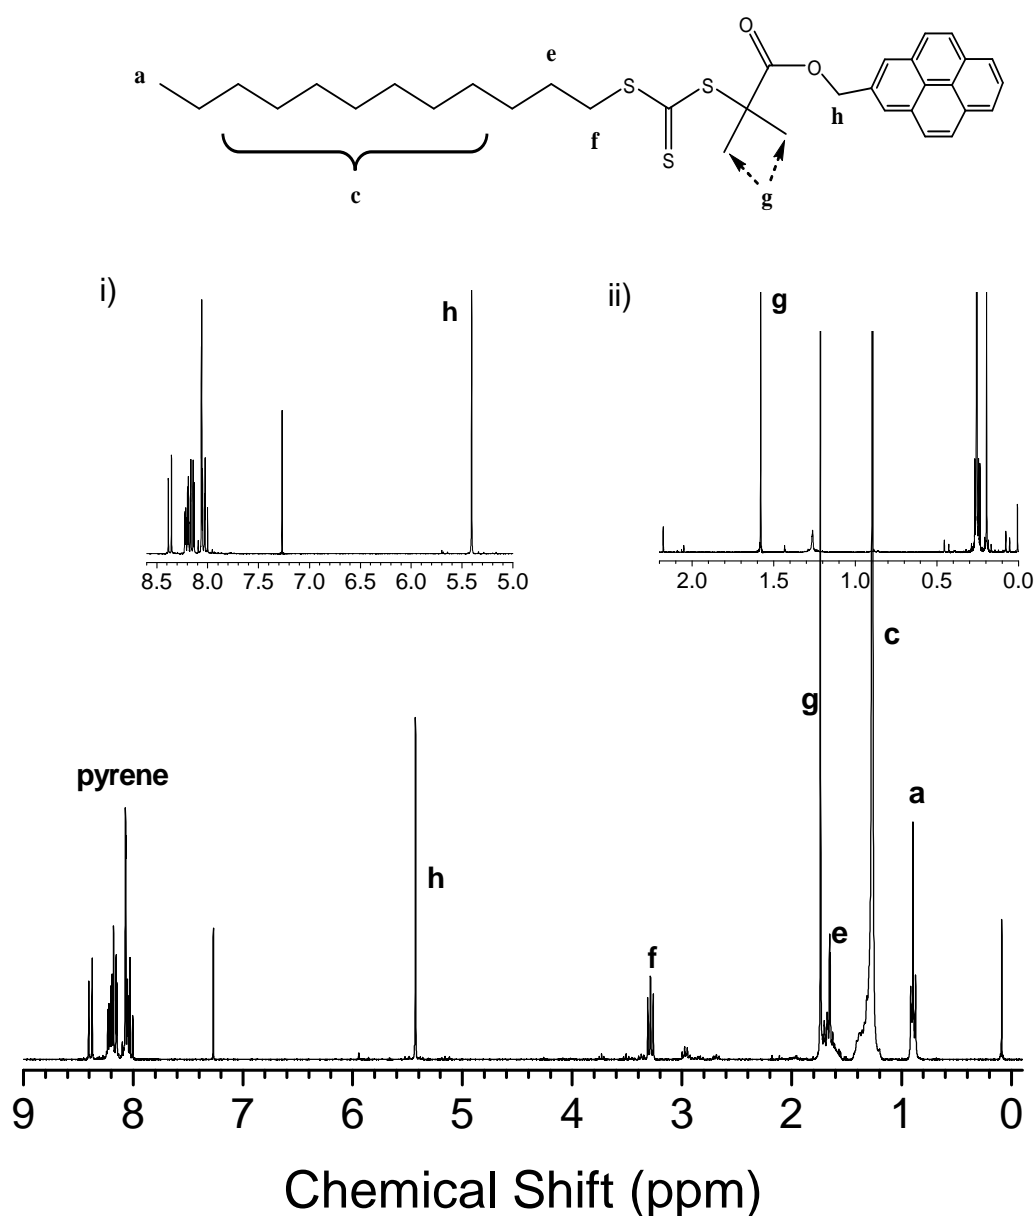 O
e
a
S
S
O
h
f
S
c
g
i)
h
ii)
g
8.5 8.0 7.5 7.0 6.5 6.0 5.5 5.0
2.0 1.5 1.0 0.5 0.0
c
g
pyrene
a
h
e
f
9 8 7 6 5 4 3 2 1 0
Chemical Shift (ppm)